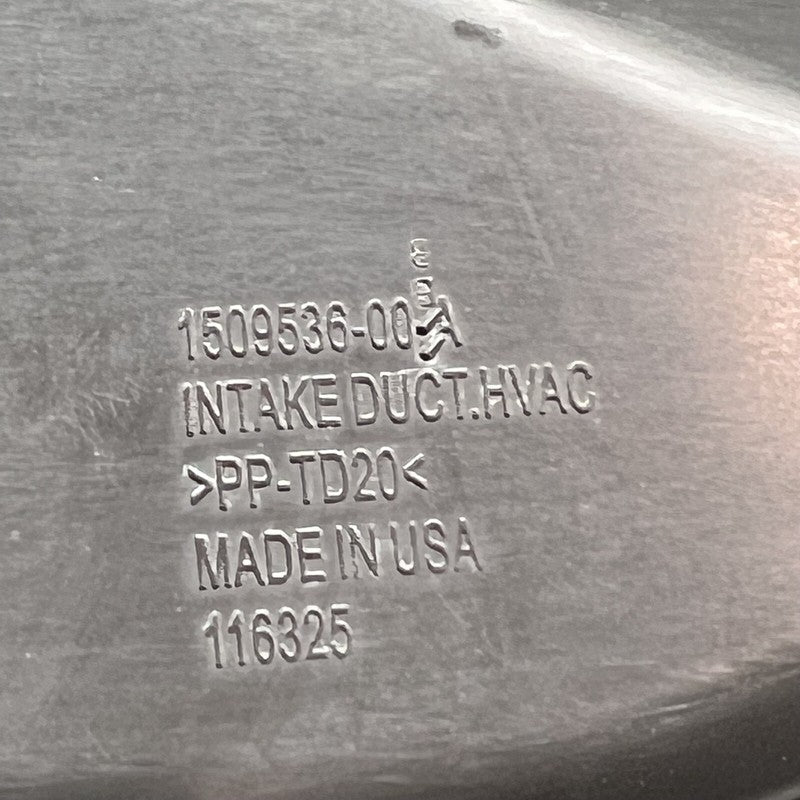 1509536-00-A
INTAKE DUCT.HVAC
>PP-TD20<
MADE IN USA
116325